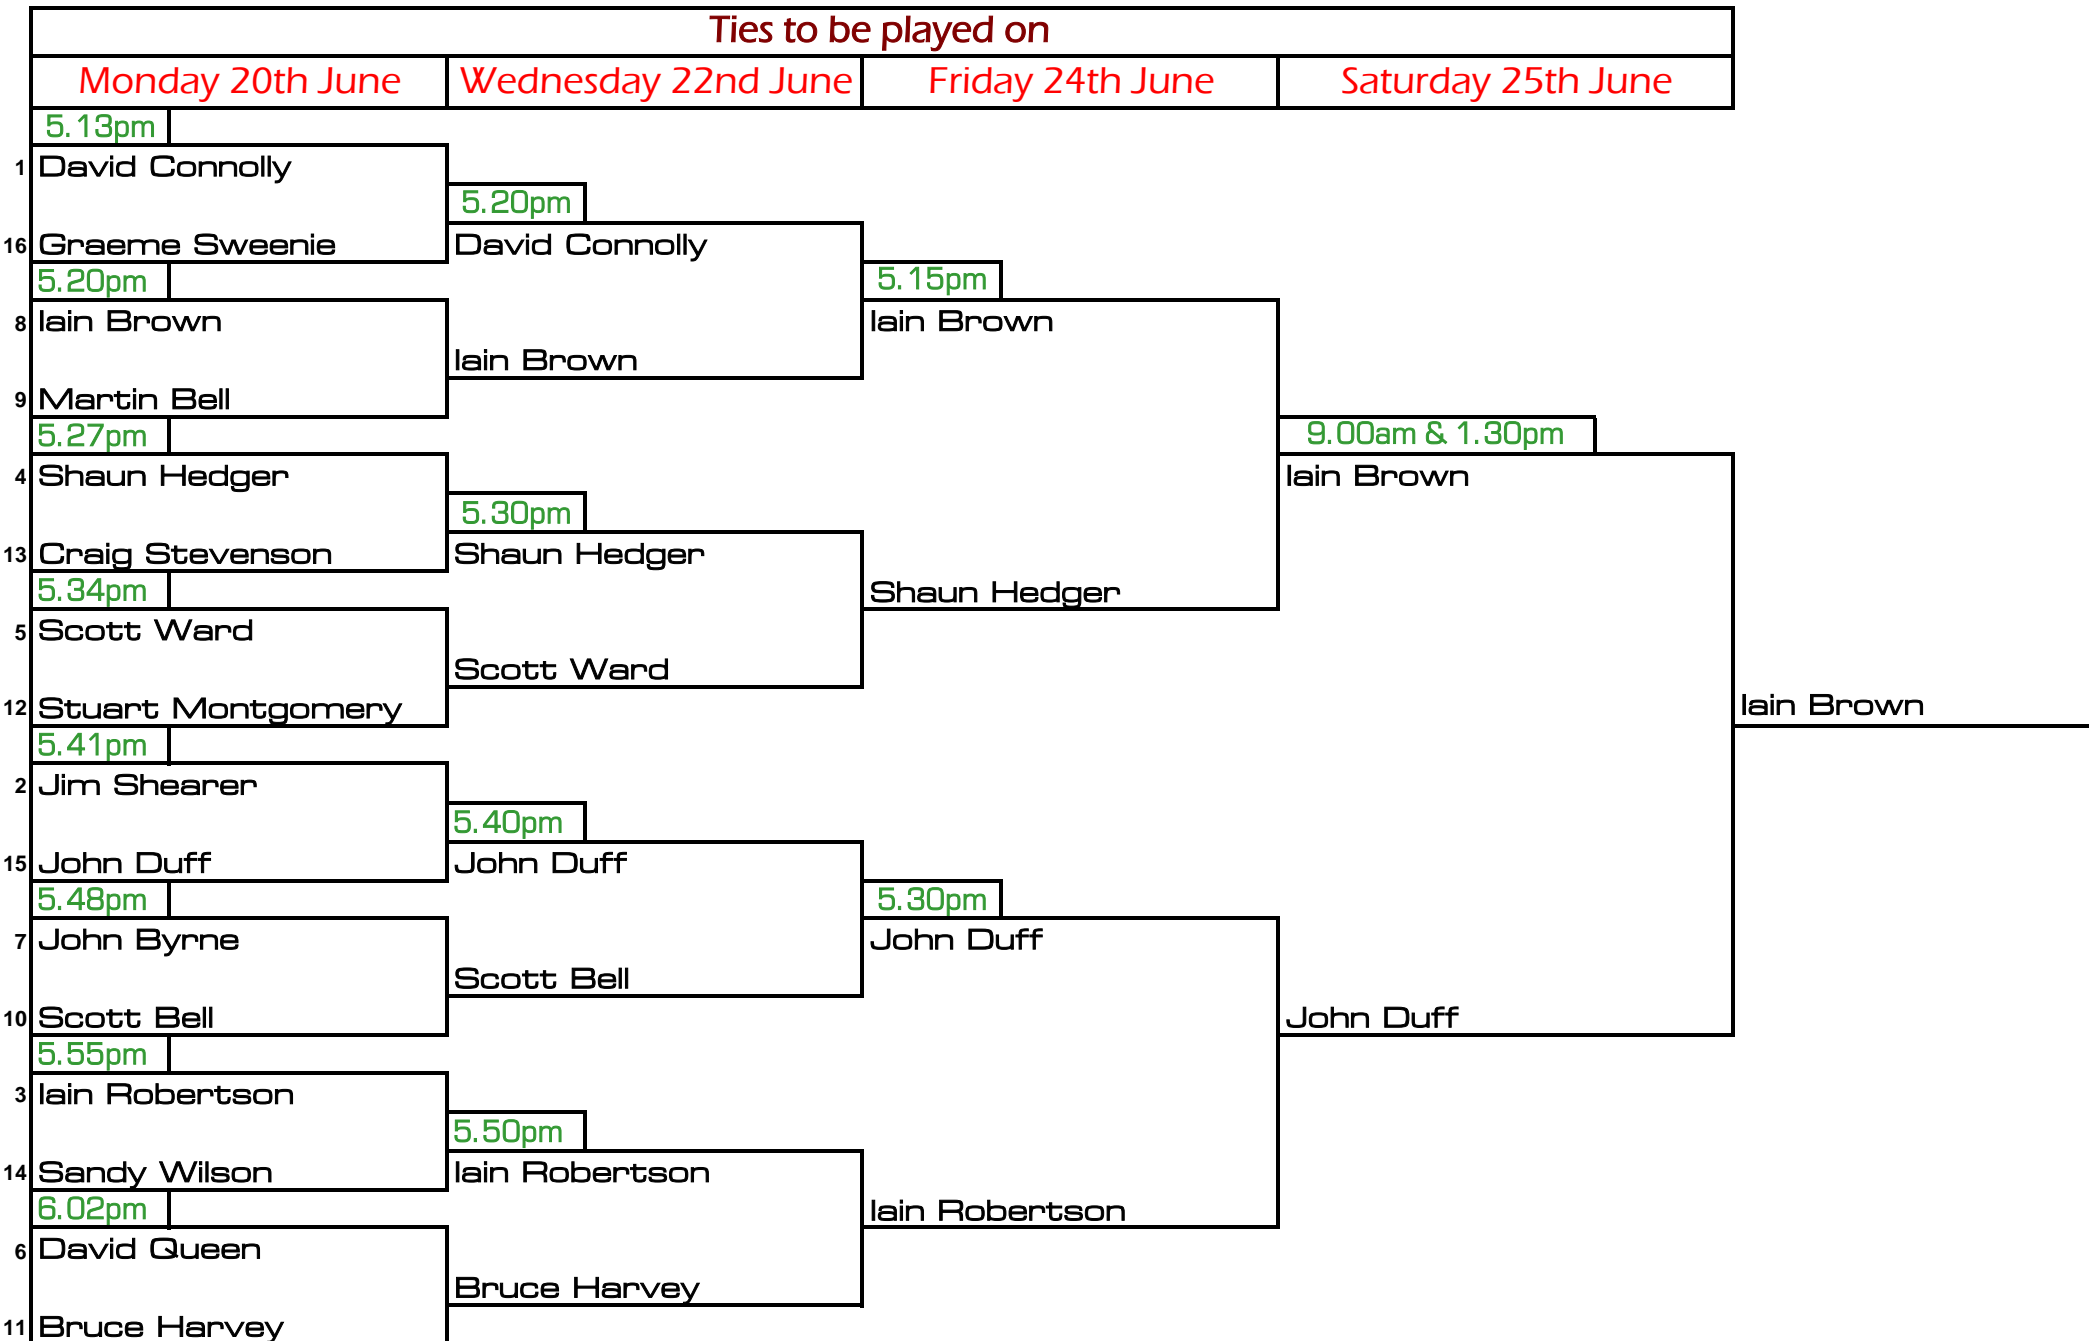 Ties to be played on
Monday 20th June Wednesday 22nd June Friday 24th June Saturday 25th June
5.13pm
1 David Connolly
5.20pm
16 Graeme Sweenie David Connolly
5.20pm 5.15pm
8 Iain Brown Iain Brown
Iain Brown
9 Martin Bell
5.27pm 9.00am & 1.30pm
4 Shaun Hedger Iain Brown
5.30pm
13 Craig Stevenson Shaun Hedger
5.34pm Shaun Hedger
5 Scott Ward
Scott Ward
12 Stuart Montgomery Iain Brown
5.41pm
2 Jim Shearer
5.40pm
15 John Duff John Duff
5.48pm 5.30pm
7 John Byrne John Duff
Scott Bell
10 Scott Bell John Duff
5.55pm
3 Iain Robertson
5.50pm
14 Sandy Wilson Iain Robertson
6.02pm Iain Robertson
6 David Queen
Bruce Harvey
11 Bruce Harvey